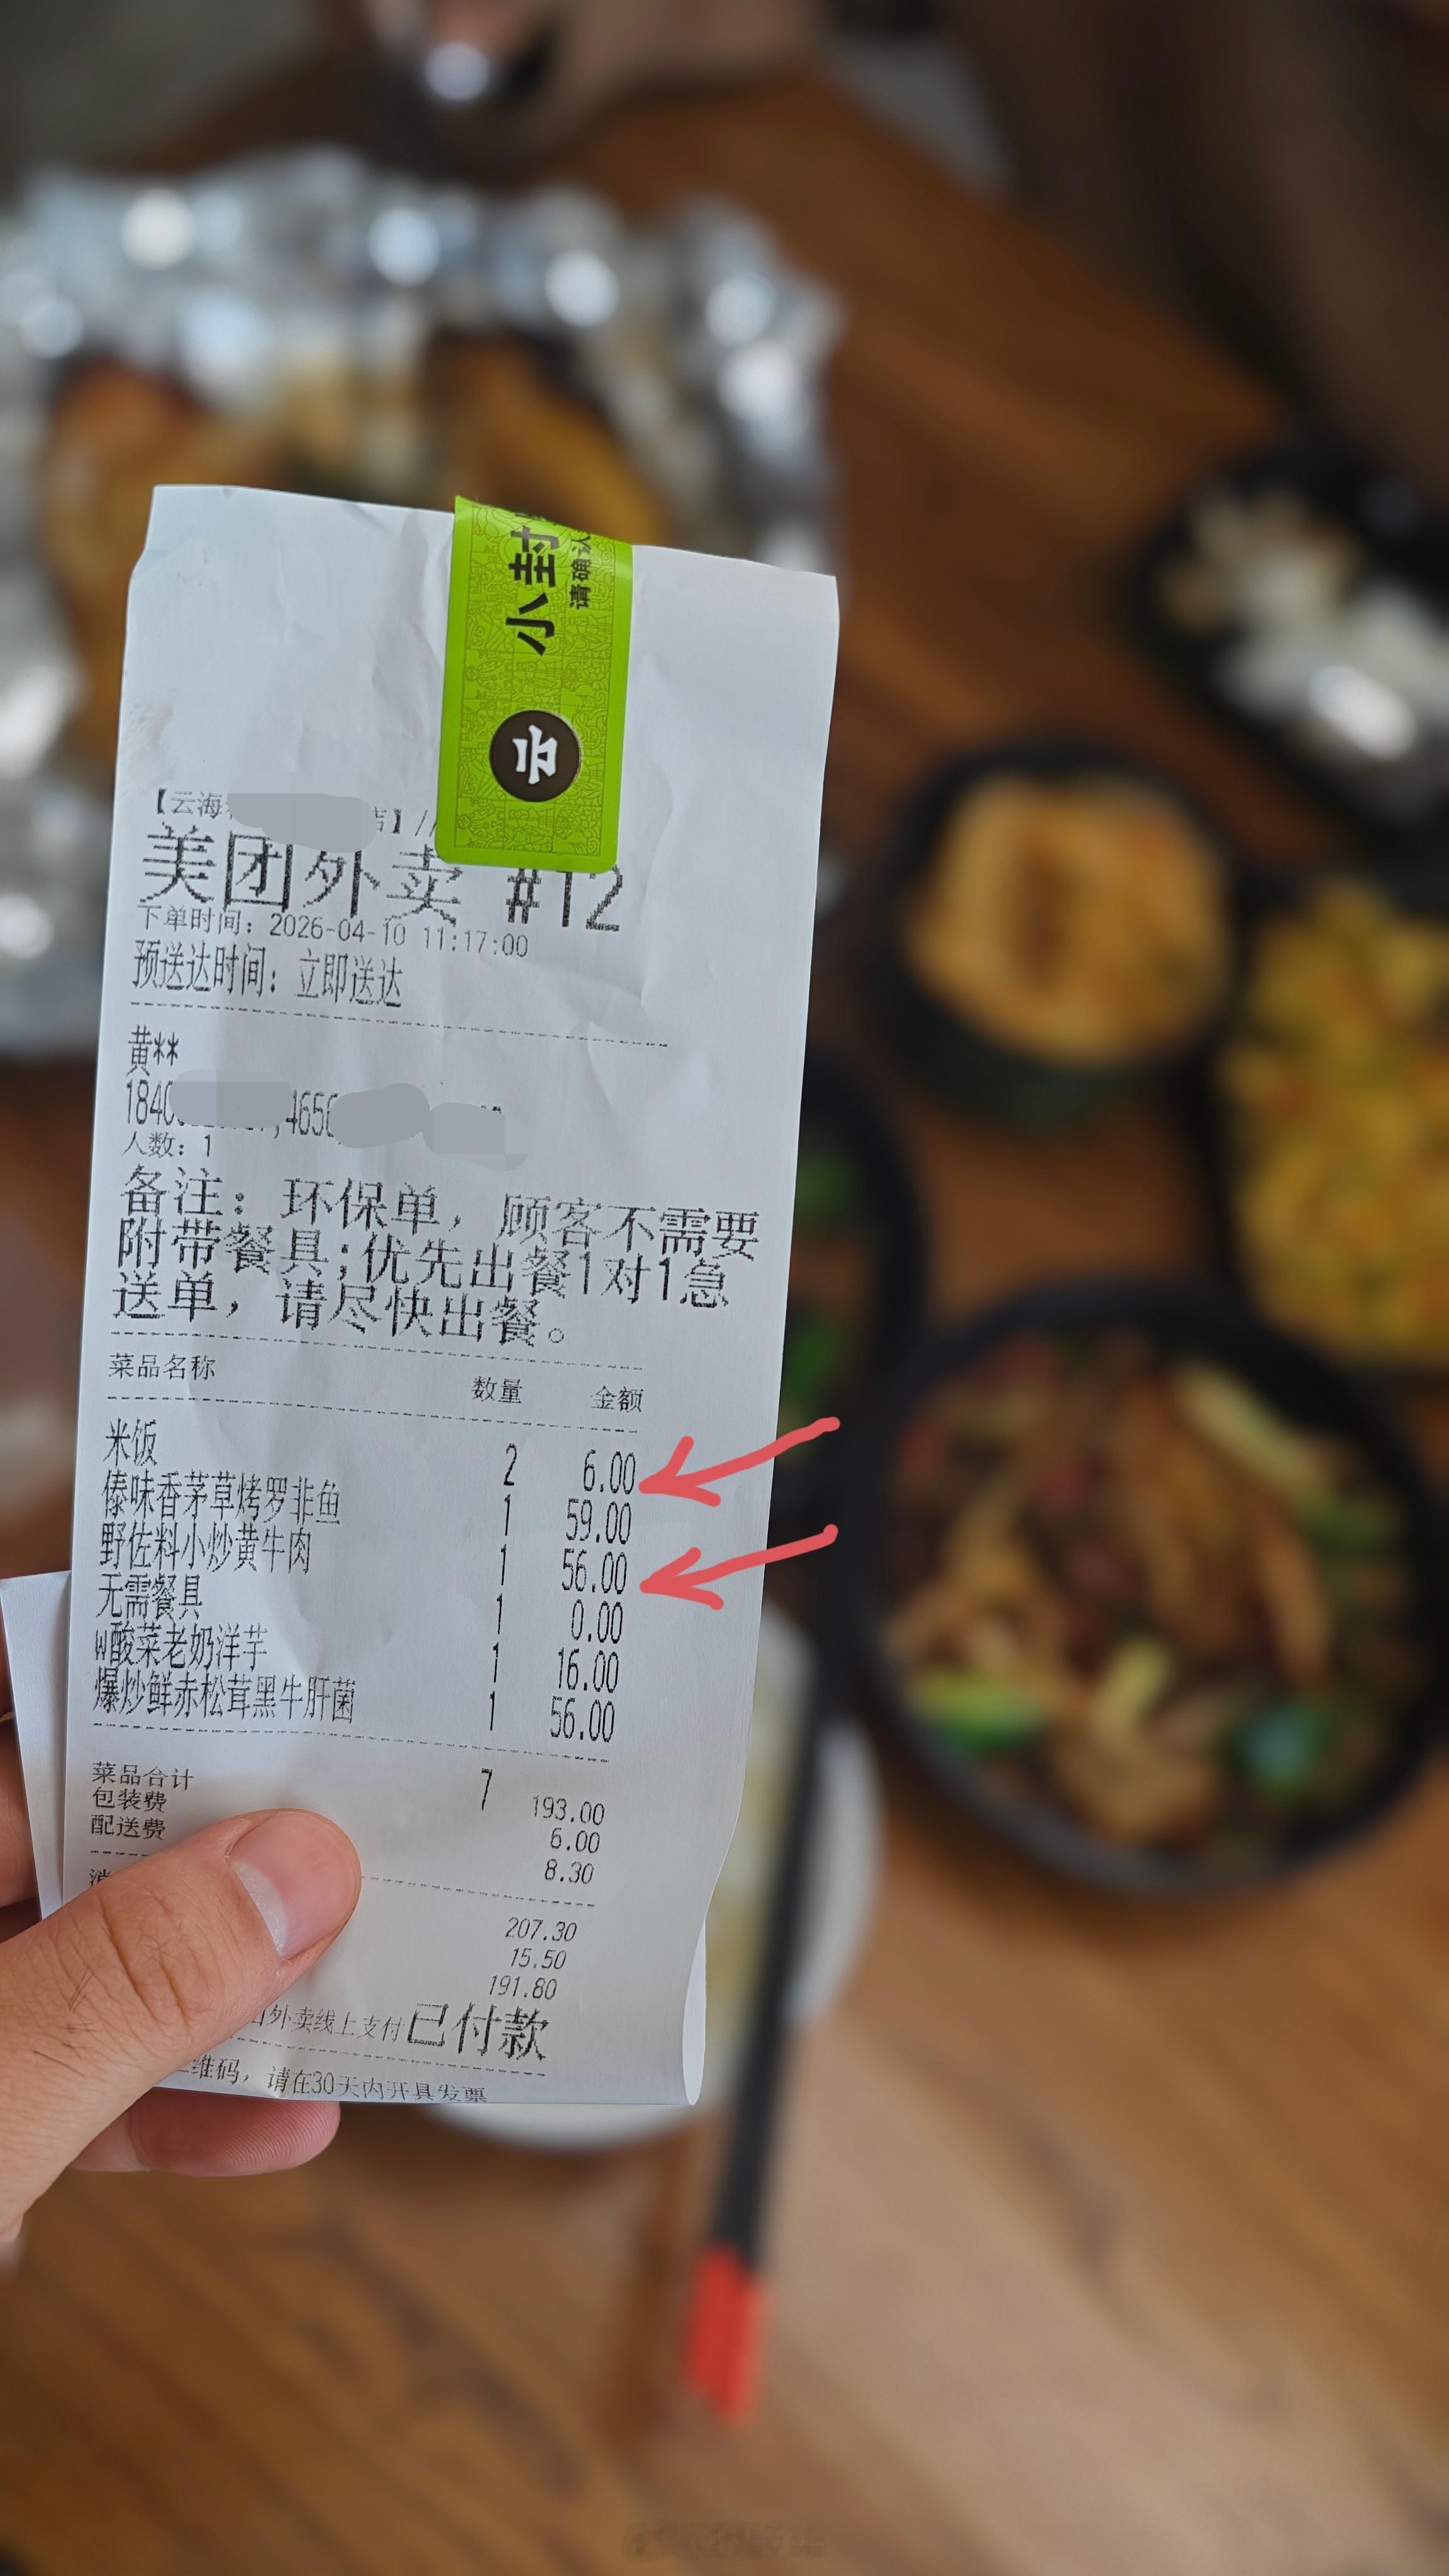 小封
请确认
云
【云海
店】//
美团外卖 #12
下单时间: 2026-04-10 11:17:00
预送达时间: 立即送达
黄**
1840 ,465
人数: 1
备注: 环保单, 顾客不需要
附带餐具;优先出餐1对1急
送单, 请尽快出餐。
菜品名称 数量 金额
米饭 2 6.00
傣味香茅草烤罗非鱼 1 59.00
野佐料小炒黄牛肉 1 56.00
无需餐具 1 0.00
w酸菜老奶洋芋 1 16.00
爆炒鲜赤松茸黑牛肝菌 1 56.00
菜品合计 7 193.00
包装费 6.00
配送费 8.30
207.30
15.50
191.80
外卖线上支付 已付款
维码, 请在30天内开具发票